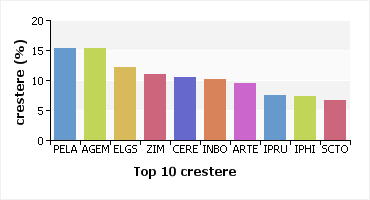 crestere (%)
20
15
10
5
0
PELA AGEM ELGS ZIM CERE INBO ARTE IPRU IPHI SCTO
Top 10 crestere